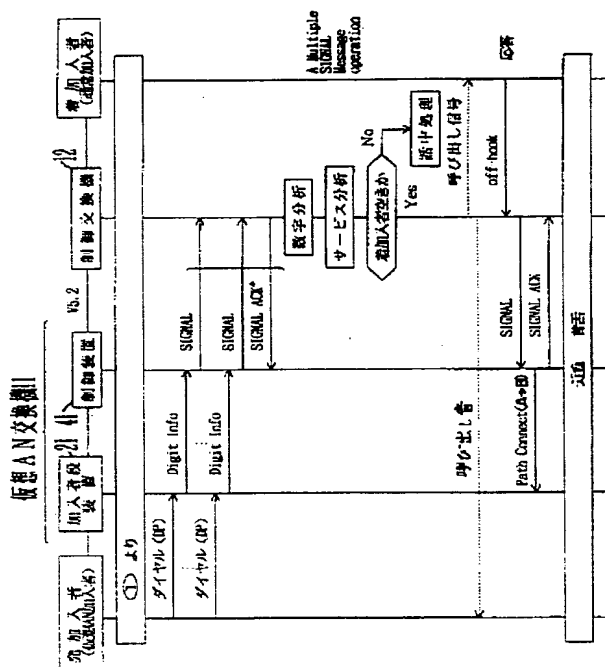 仮想AN交換機11
発加入者
(仮想AN加入者)
加入者段
装置
21
41
制御装置
V5.2
制御交換機
12
着加入者
(通常加入者)
①より
ダイヤル(DP)
Digit Info
SIGNAL
ダイヤル(DP)
Digit Info
SIGNAL
SIGNAL ACK*
A Multiple
SIGNAL
Message
operation
数字分析
サービス分析
着加入者空きか
No
話中処理
Yes
呼び出し信号
呼び出し音
off-hook
応答
SIGNAL
SIGNAL ACK
Path Connect(A→B)